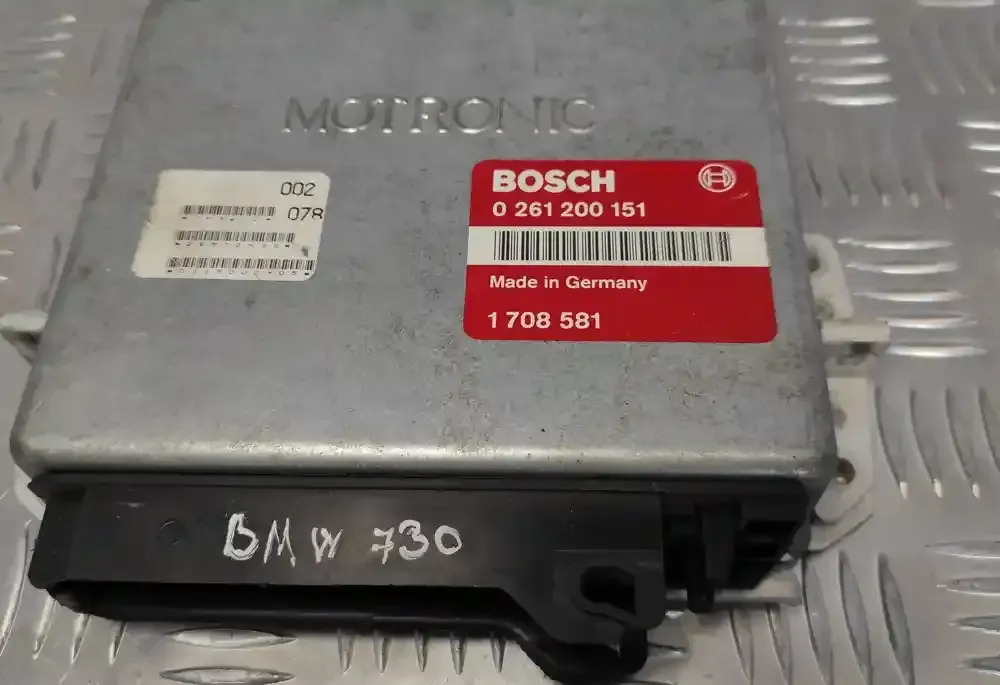 MOTRONIC
002
078
BOSCH
0 261 200 151
Made in Germany
1 708 581
BMW 730